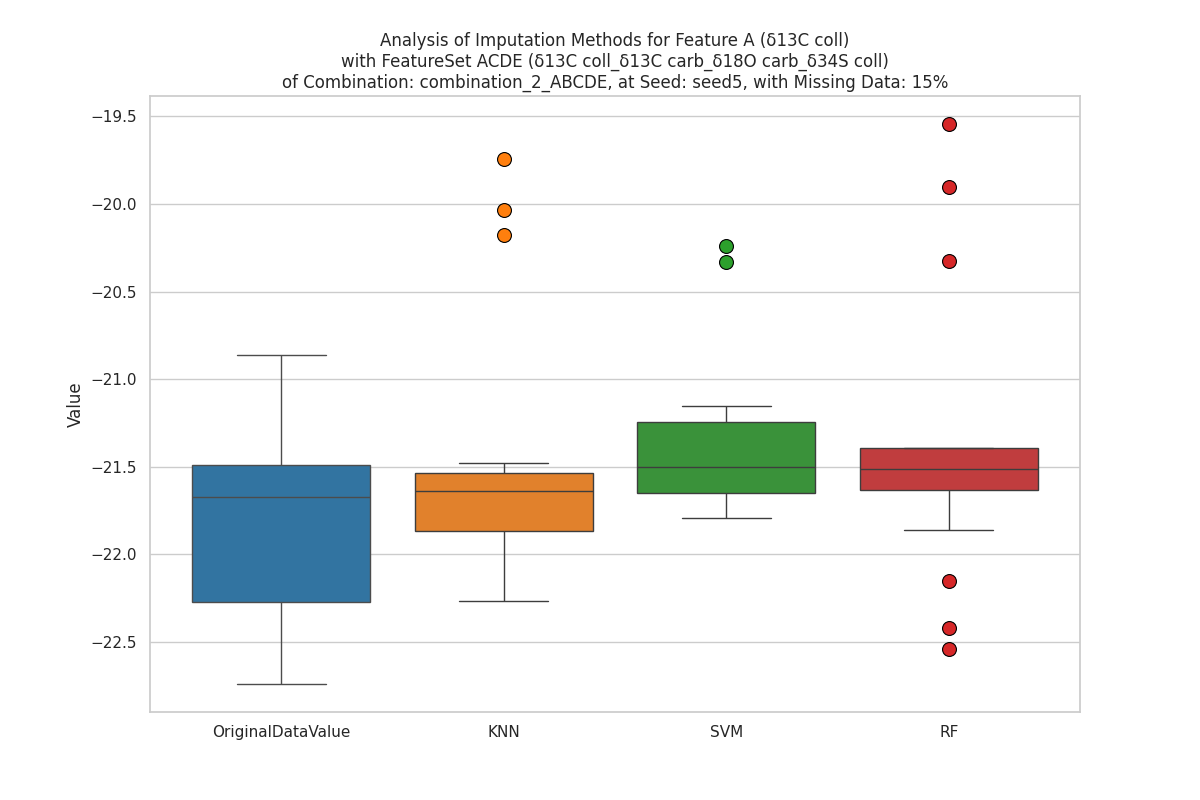 Analysis of Imputation Methods for Feature A (δ13C coll)
with FeatureSet ACDE (δ13C coll_δ13C carb_δ18O carb_δ34S coll)
of Combination: combination_2_ABCDE, at Seed: seed5, with Missing Data: 15%
−19.5
−20.0
−20.5
−21.0
−21.5
−22.0
−22.5
Value
OriginalDataValue
KNN
SVM
RF